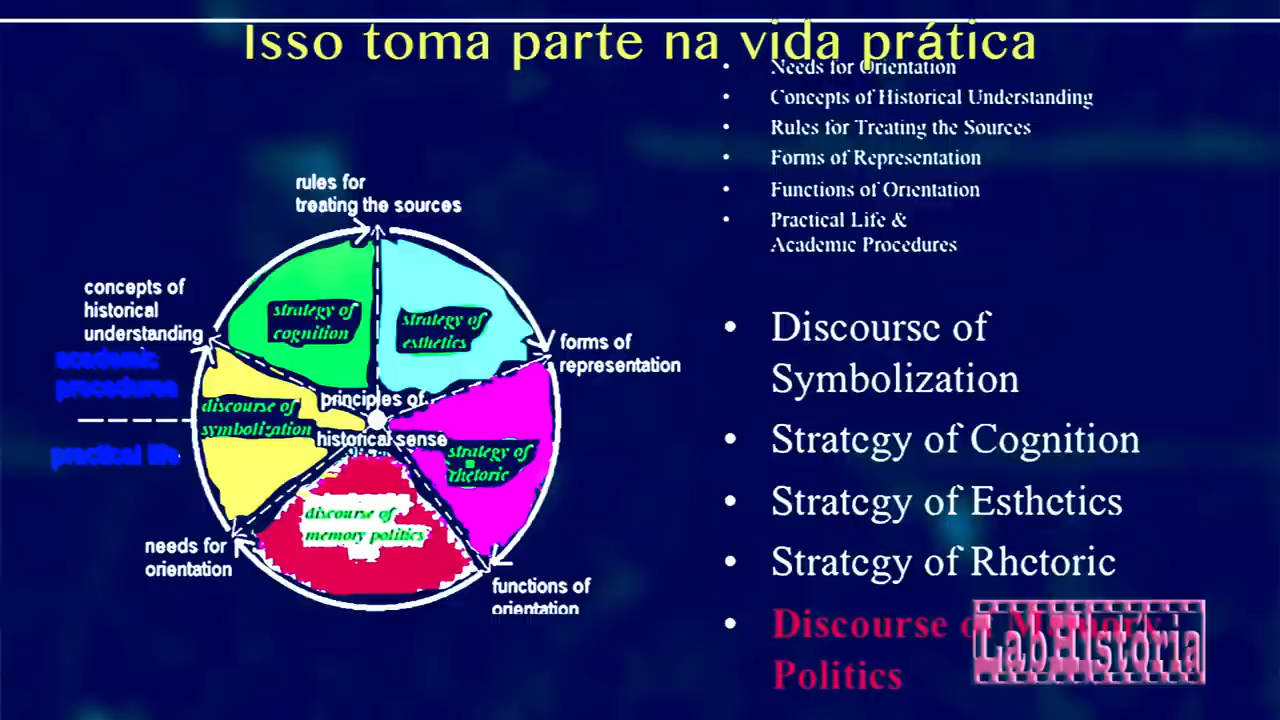 Isso toma parte na vida prática
• Needs for Orientation
• Concepts of Historical Understanding
• Rules for Treating the Sources
• Forms of Representation
• Functions of Orientation
• Practical Life &
Academic Procedures
rules for
treating the sources
concepts of
historical
understanding
academic
procedures
practical life
needs for
orientation
functions of
orientation
forms of
representation
strategy of
cognition
strategy of
esthetics
discourse of
symbolization
principles of
historical sense
strategy of
rhetoric
discourse of
memory politics
• Discourse of
Symbolization
• Strategy of Cognition
• Strategy of Esthetics
• Strategy of Rhetoric
• Discourse of Memory
Politics
LabHistória